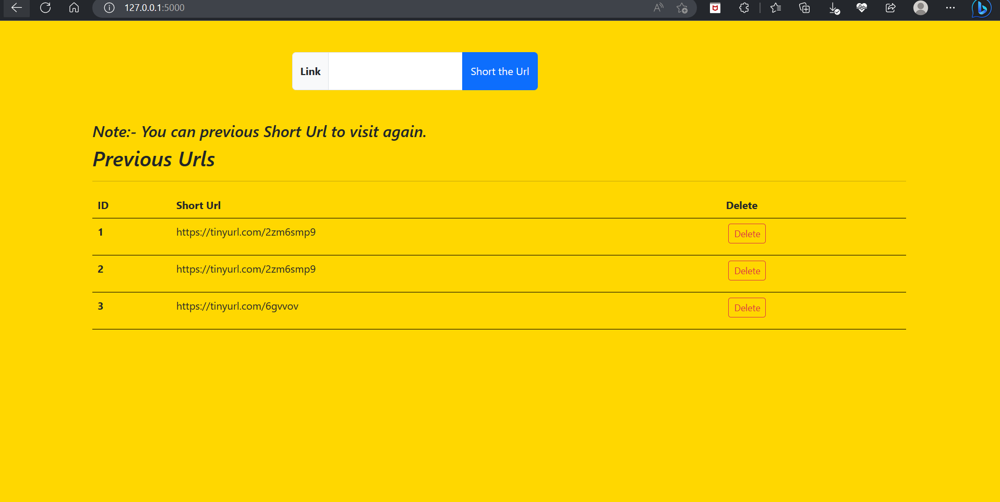 127.0.0.1:5000
Link Short the Url
Note:- You can previous Short Url to visit again.
Previous Urls
ID Short Url Delete
1 https://tinyurl.com/2zm6smp9 Delete
2 https://tinyurl.com/2zm6smp9 Delete
3 https://tinyurl.com/6gvvov Delete